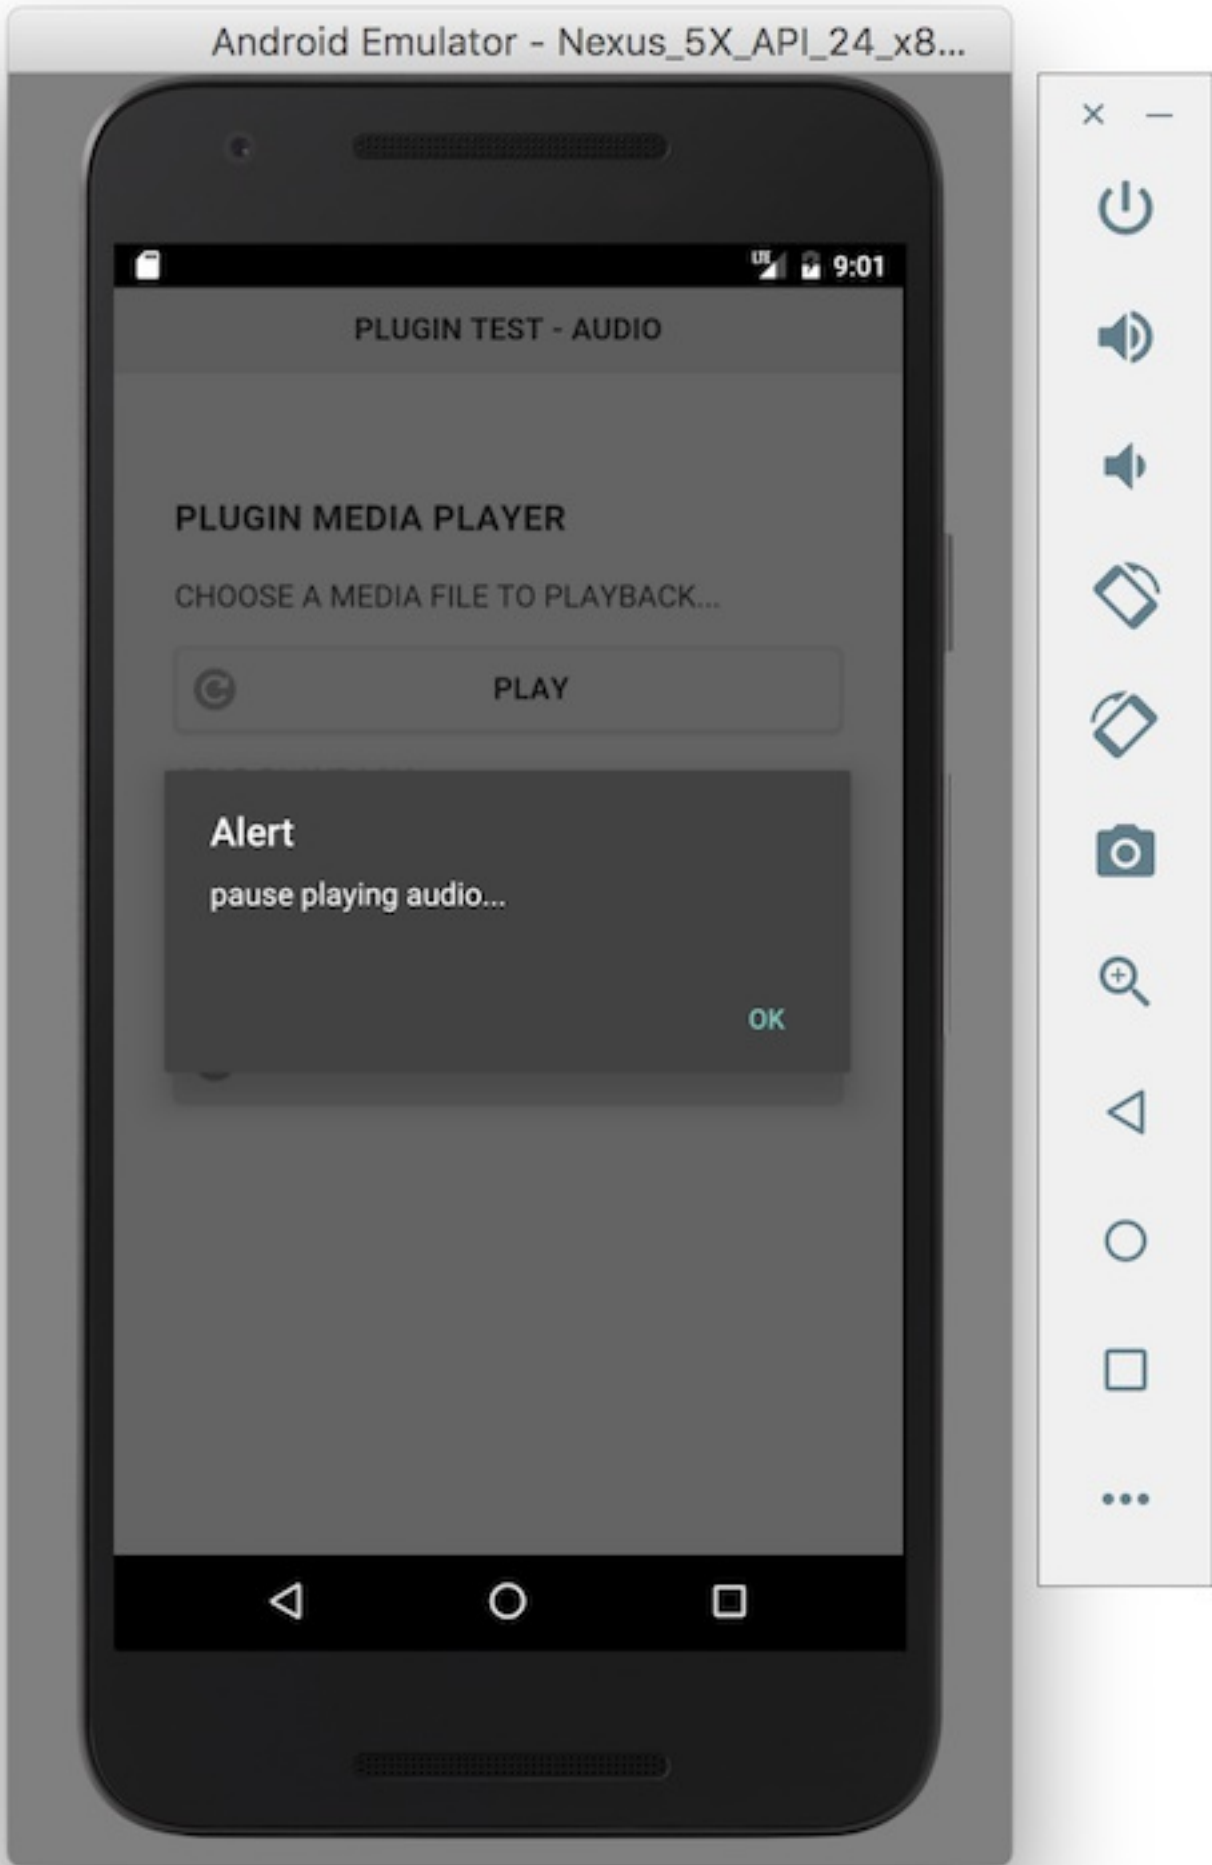 Android Emulator - Nexus_5X_API_24_x8...
LTE 9:01
PLUGIN TEST - AUDIO
PLUGIN MEDIA PLAYER
CHOOSE A MEDIA FILE TO PLAYBACK...
PLAY
Alert
pause playing audio...
OK